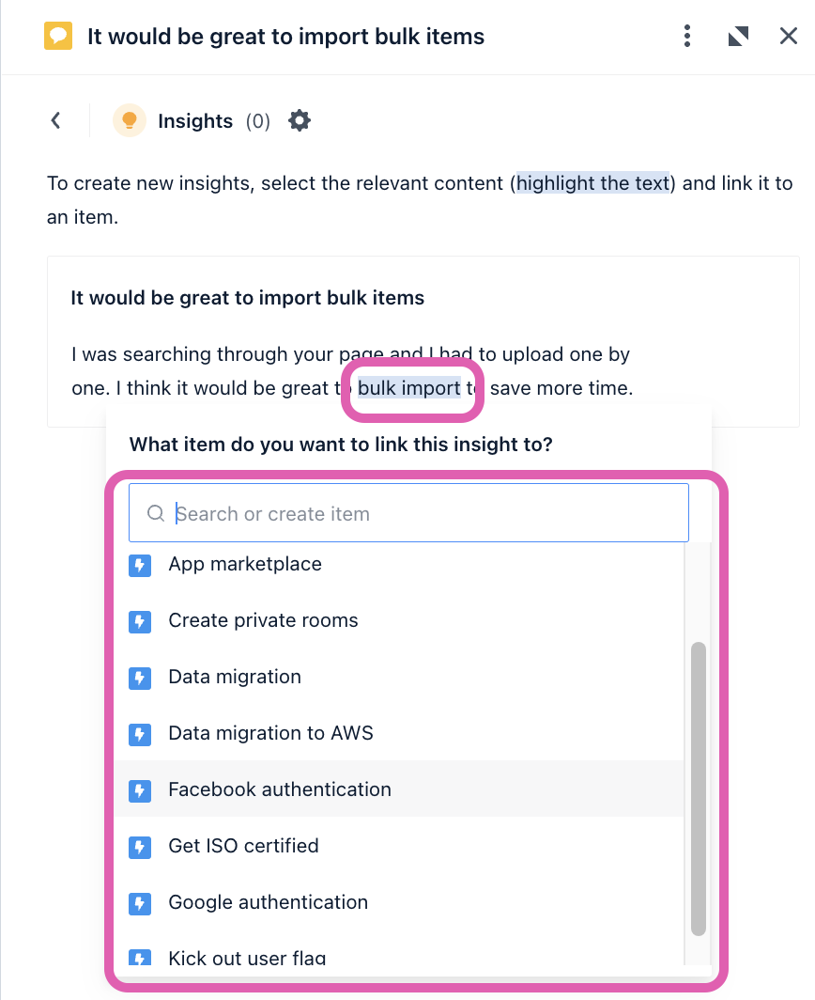 It would be great to import bulk items
Insights (0)
To create new insights, select the relevant content (highlight the text) and link it to
an item.
It would be great to import bulk items
I was searching through your page and I had to upload one by
one. I think it would be great to bulk import to save more time.
What item do you want to link this insight to?
Search or create item
App marketplace
Create private rooms
Data migration
Data migration to AWS
Facebook authentication
Get ISO certified
Google authentication
Kick out user flag